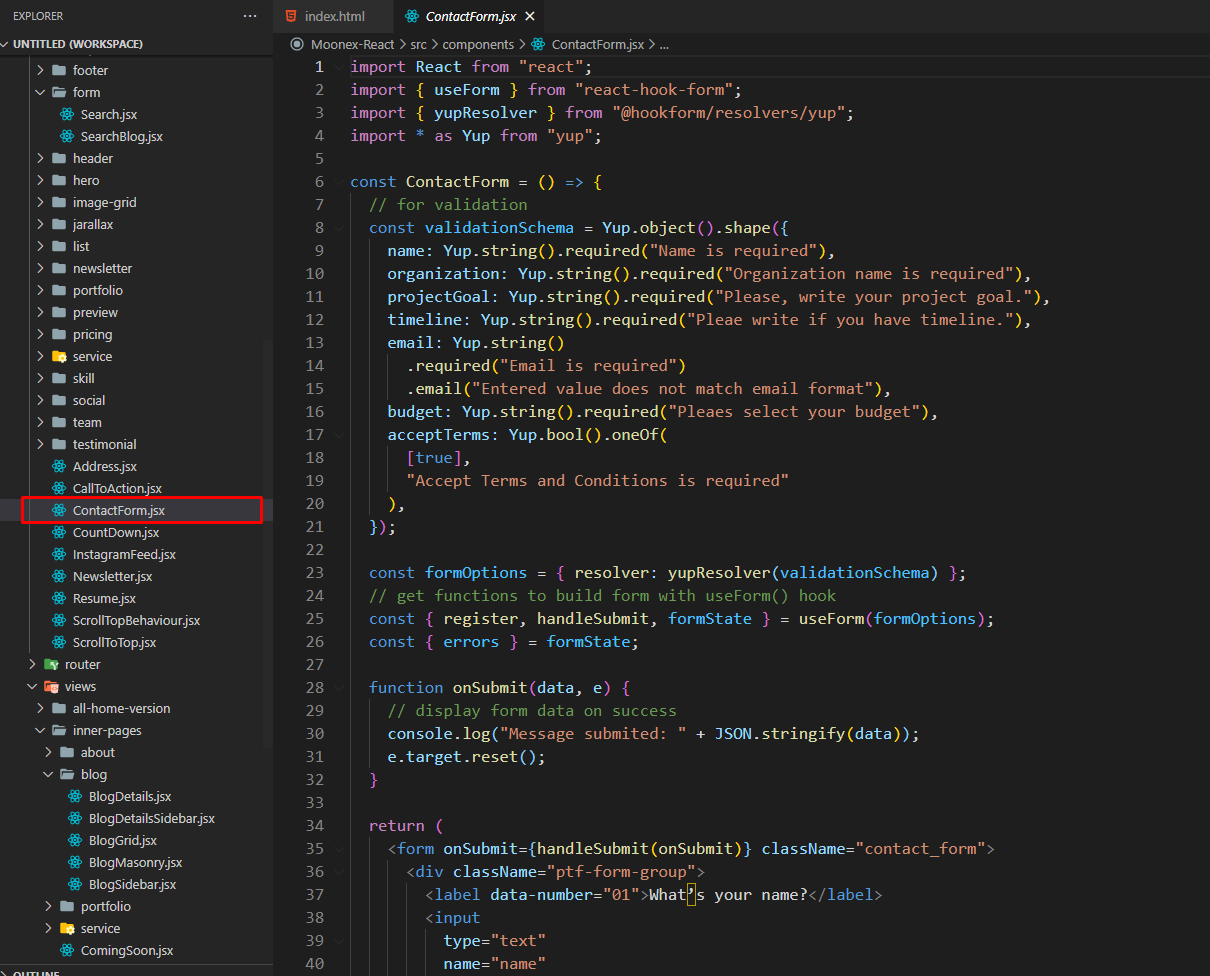 EXPLORER
...
UNTITLED (WORKSPACE)
footer
form
Search.jsx
SearchBlog.jsx
header
hero
image-grid
jarallax
list
newsletter
portfolio
preview
pricing
service
skill
social
team
testimonial
Address.jsx
CallToAction.jsx
ContactForm.jsx
CountDown.jsx
InstagramFeed.jsx
Newsletter.jsx
Resume.jsx
ScrollTopBehaviour.jsx
ScrollToTop.jsx
router
views
all-home-version
inner-pages
about
blog
BlogDetails.jsx
BlogDetailsSidebar.jsx
BlogGrid.jsx
BlogMasonry.jsx
BlogSidebar.jsx
portfolio
service
ComingSoon.jsx
OUTLINE
index.html
ContactForm.jsx
Moonex-React > src > components > ContactForm.jsx > ...
1 import React from "react";
2 import { useForm } from "react-hook-form";
3 import { yupResolver } from "@hookform/resolvers/yup";
4 import * as Yup from "yup";
5
6 const ContactForm = () => {
7 // for validation
8 const validationSchema = Yup.object().shape({
9 name: Yup.string().required("Name is required"),
10 organization: Yup.string().required("Organization name is required"),
11 projectGoal: Yup.string().required("Please, write your project goal."),
12 timeline: Yup.string().required("Pleae write if you have timeline."),
13 email: Yup.string()
14 .required("Email is required")
15 .email("Entered value does not match email format"),
16 budget: Yup.string().required("Pleaes select your budget"),
17 acceptTerms: Yup.bool().oneOf(
18 [true],
19 "Accept Terms and Conditions is required"
20 ),
21 });
22
23 const formOptions = { resolver: yupResolver(validationSchema) };
24 // get functions to build form with useForm() hook
25 const { register, handleSubmit, formState } = useForm(formOptions);
26 const { errors } = formState;
27
28 function onSubmit(data, e) {
29 // display form data on success
30 console.log("Message submited: " + JSON.stringify(data));
31 e.target.reset();
32 }
33
34 return (
35 <form onSubmit={handleSubmit(onSubmit)} className="contact_form">
36 <div className="ptf-form-group">
37 <label data-number="01">What’s your name?</label>
38 <input
39 type="text"
40 name="name"